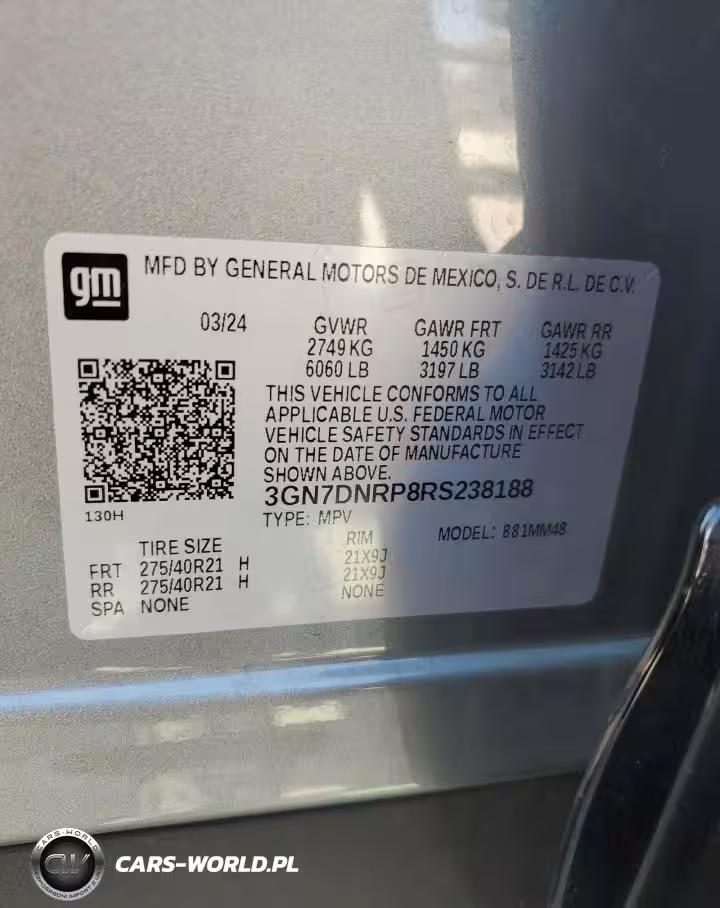 gm
MFD BY GENERAL MOTORS DE MEXICO, S. DE R.L. DE C.V.
03/24 GVWR GAWR FRT GAWR RR
2749 KG 1450 KG 1425 KG
6060 LB 3197 LB 3142 LB
THIS VEHICLE CONFORMS TO ALL
APPLICABLE U.S. FEDERAL MOTOR
VEHICLE SAFETY STANDARDS IN EFFECT
ON THE DATE OF MANUFACTURE
SHOWN ABOVE.
3GN7DNRP8RS238188
130H TYPE: MPV MODEL: 881MM48
TIRE SIZE RIM
FRT 275/40R21 H 21X9J
RR 275/40R21 H 21X9J
SPA NONE NONE
CARS-WORLD
CW
CARS-WORLD.PL